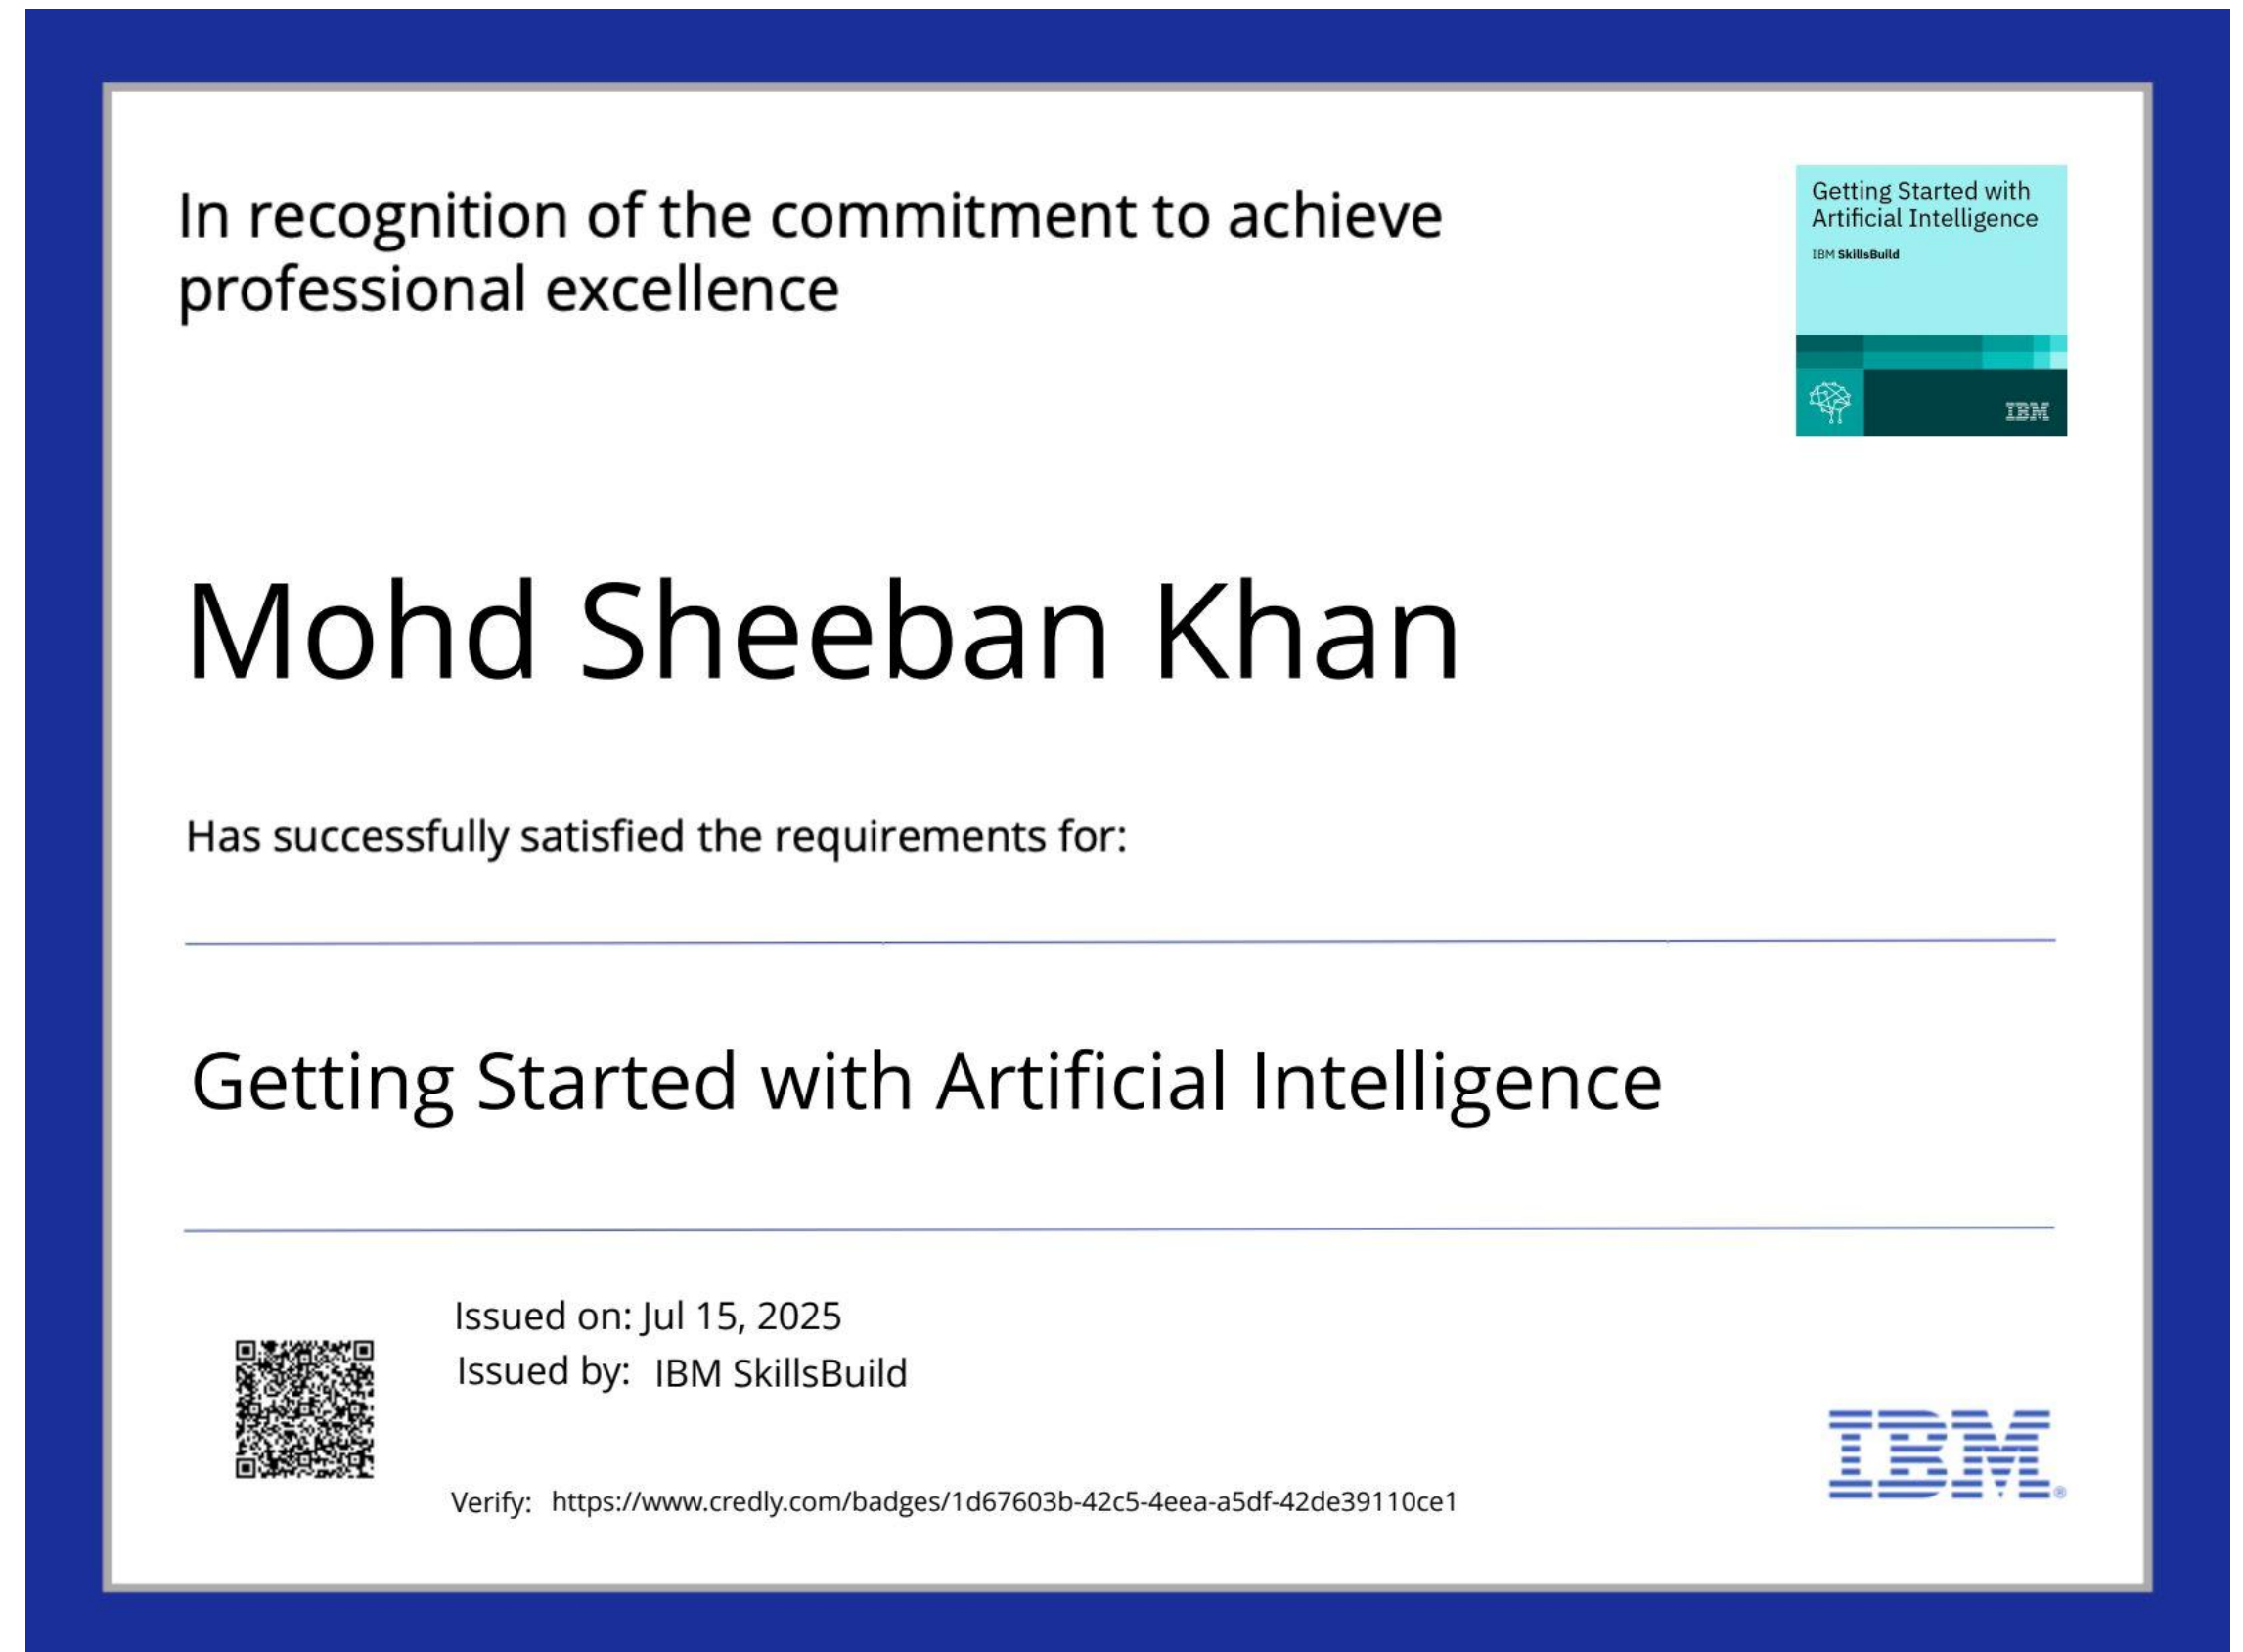 In recognition of the commitment to achieve
professional excellence
Getting Started with
Artificial Intelligence
IBM SkillsBuild
IBM
Mohd Sheeban Khan
Has successfully satisfied the requirements for:
Getting Started with Artificial Intelligence
Issued on: Jul 15, 2025
Issued by: IBM SkillsBuild
Verify: https://www.credly.com/badges/1d67603b-42c5-4eea-a5df-42de39110ce1
IBM®